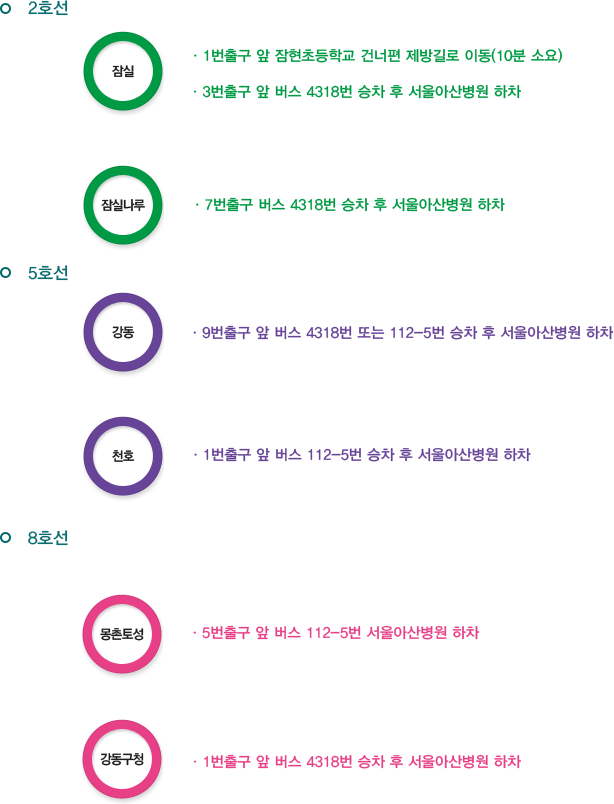 2호선
잠실
· 1번출구 앞 잠현초등학교 건너편 제방길로 이동(10분 소요)
· 3번출구 앞 버스 4318번 승차 후 서울아산병원 하차
잠실나루
· 7번출구 버스 4318번 승차 후 서울아산병원 하차
5호선
강동
· 9번출구 앞 버스 4318번 또는 112-5번 승차 후 서울아산병원 하차
천호
· 1번출구 앞 버스 112-5번 승차 후 서울아산병원 하차
8호선
몽촌토성
· 5번출구 앞 버스 112-5번 서울아산병원 하차
강동구청
· 1번출구 앞 버스 4318번 승차 후 서울아산병원 하차